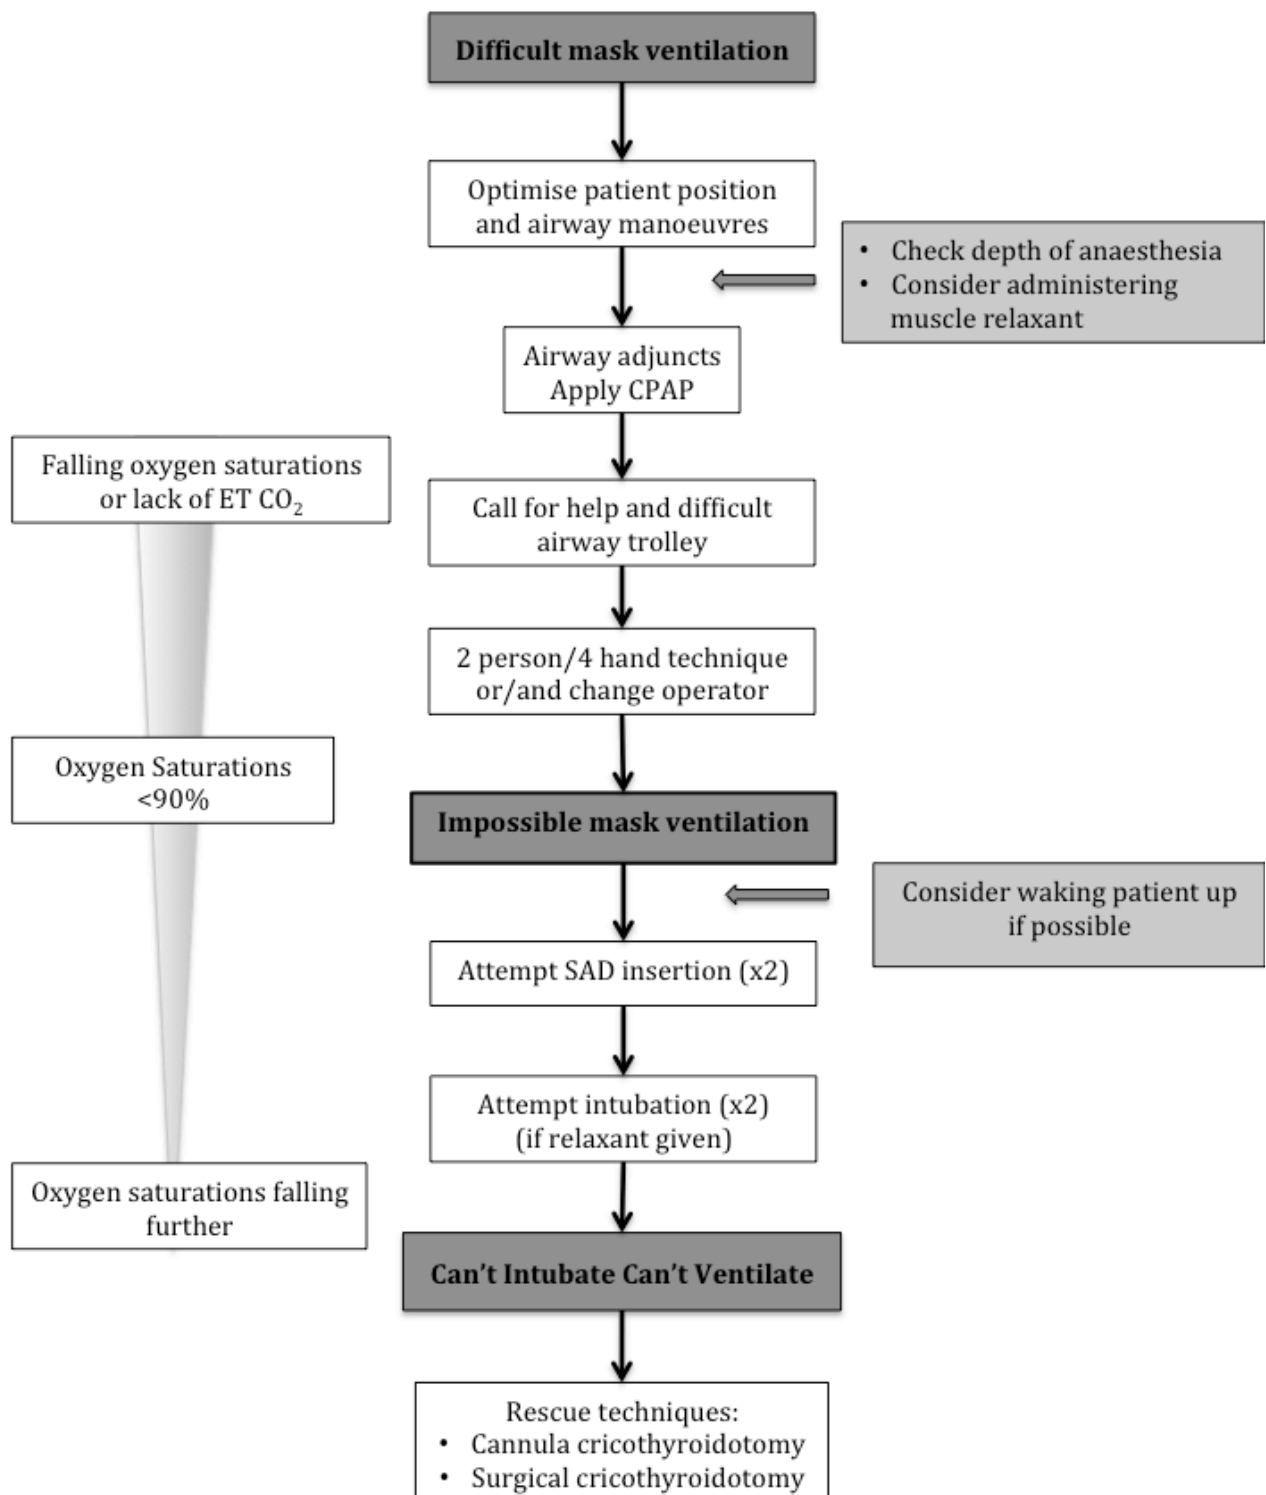 Difficult mask ventilation
Optimise patient position
and airway manoeuvres
• Check depth of anaesthesia
• Consider administering
muscle relaxant
Airway adjuncts
Apply CPAP
Falling oxygen saturations
or lack of ET CO₂
Call for help and difficult
airway trolley
2 person/4 hand technique
or/and change operator
Oxygen Saturations
<90%
Impossible mask ventilation
Consider waking patient up
if possible
Attempt SAD insertion (x2)
Attempt intubation (x2)
(if relaxant given)
Oxygen saturations falling
further
Can't Intubate Can't Ventilate
Rescue techniques:
• Cannula cricothyroidotomy
• Surgical cricothyroidotomy